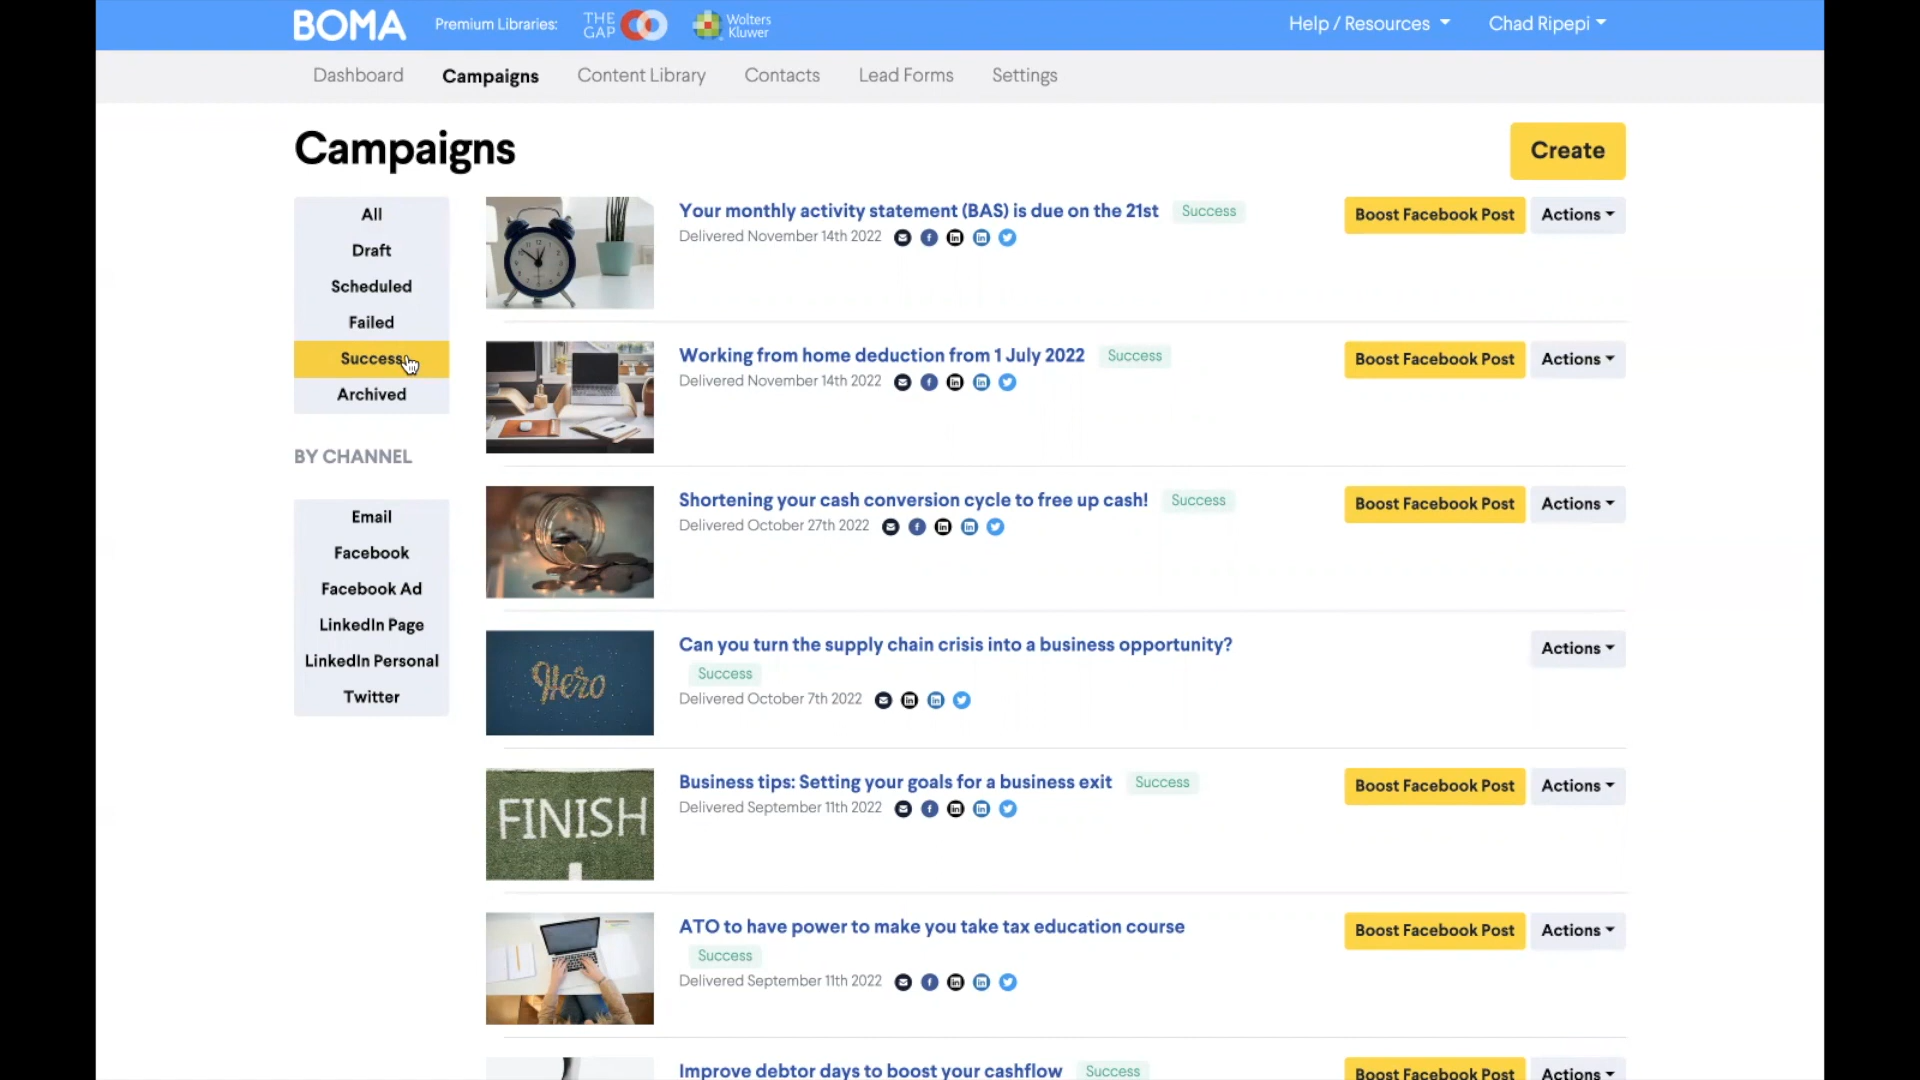 BOMA
Premium Libraries:
THE GAP
Wolters Kluwer
Help / Resources
Chad Ripepi
Dashboard
Campaigns
Content Library
Contacts
Lead Forms
Settings
Campaigns
Create
All
Draft
Scheduled
Failed
Success
Archived
BY CHANNEL
Email
Facebook
Facebook Ad
LinkedIn Page
LinkedIn Personal
Twitter
Your monthly activity statement (BAS) is due on the 21st
Success
Delivered November 14th 2022
Boost Facebook Post
Actions
Working from home deduction from 1 July 2022
Success
Delivered November 14th 2022
Boost Facebook Post
Actions
Shortening your cash conversion cycle to free up cash!
Success
Delivered October 27th 2022
Boost Facebook Post
Actions
Hero
Can you turn the supply chain crisis into a business opportunity?
Success
Delivered October 7th 2022
Actions
FINISH
Business tips: Setting your goals for a business exit
Success
Delivered September 11th 2022
Boost Facebook Post
Actions
ATO to have power to make you take tax education course
Success
Delivered September 11th 2022
Boost Facebook Post
Actions
Improve debtor days to boost your cashflow
Success
Boost Facebook Post
Actions